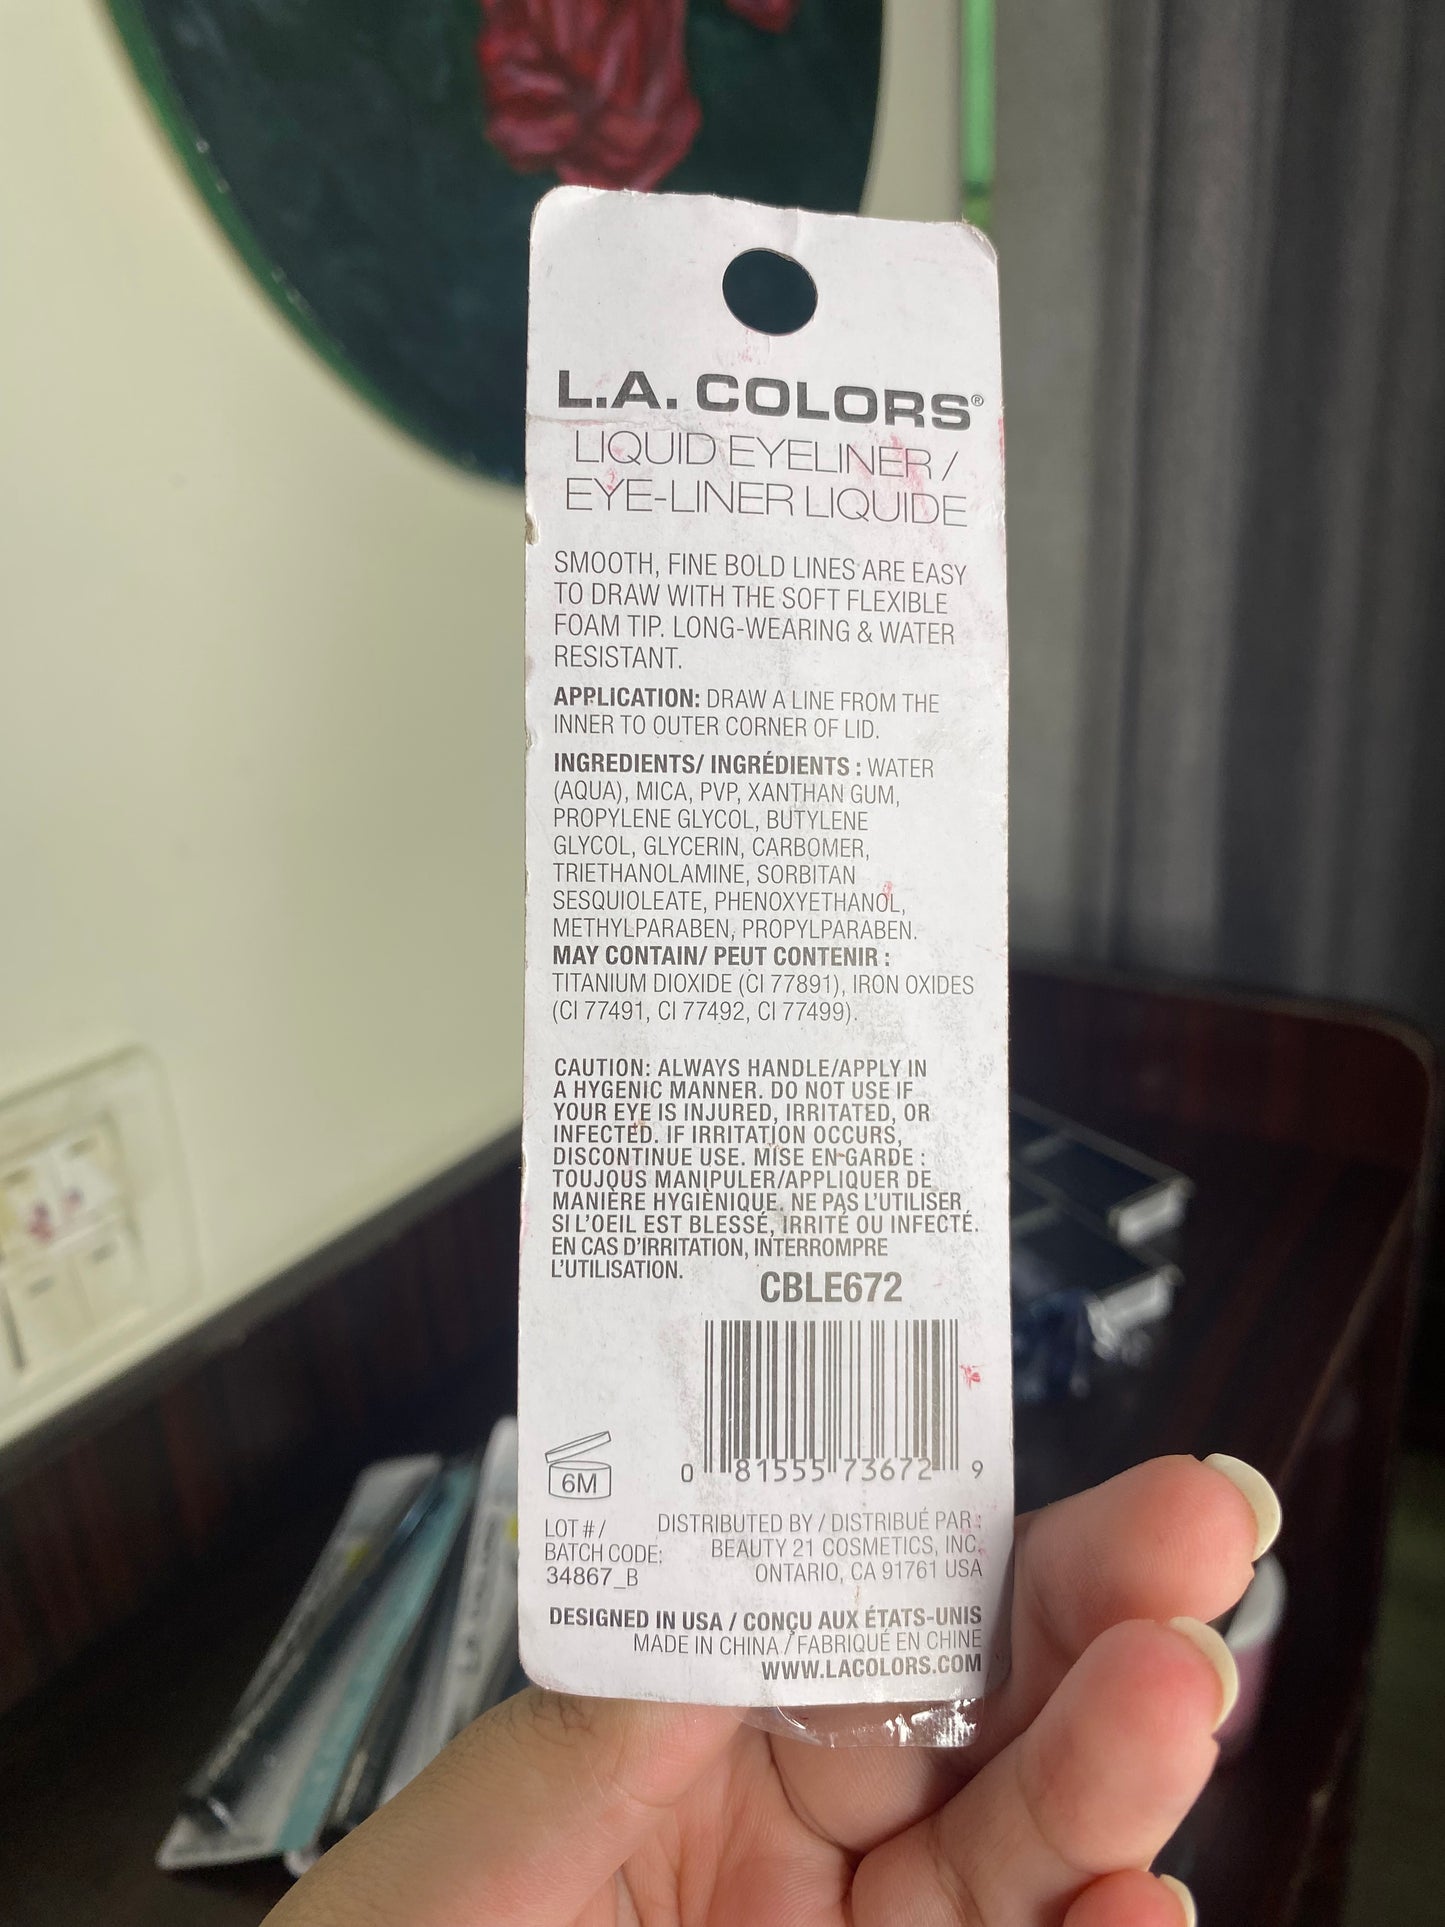 L.A. COLORS®
LIQUID EYELINER /
EYE-LINER LIQUIDE
SMOOTH, FINE BOLD LINES ARE EASY
TO DRAW WITH THE SOFT FLEXIBLE
FOAM TIP. LONG-WEARING & WATER
RESISTANT.
APPLICATION: DRAW A LINE FROM THE
INNER TO OUTER CORNER OF LID.
INGREDIENTS/ INGRÉDIENTS : WATER
(AQUA), MICA, PVP, XANTHAN GUM,
PROPYLENE GLYCOL, BUTYLENE
GLYCOL, GLYCERIN, CARBOMER,
TRIETHANOLAMINE, SORBITAN
SESQUIOLEATE, PHENOXYETHANOL,
METHYLPARABEN, PROPYLPARABEN.
MAY CONTAIN/ PEUT CONTENIR :
TITANIUM DIOXIDE (CI 77891), IRON OXIDES
(CI 77491, CI 77492, CI 77499).
CAUTION: ALWAYS HANDLE/APPLY IN
A HYGENIC MANNER. DO NOT USE IF
YOUR EYE IS INJURED, IRRITATED, OR
INFECTED. IF IRRITATION OCCURS,
DISCONTINUE USE. MISE EN GARDE :
TOUJOUS MANIPULER/APPLIQUER DE
MANIÈRE HYGIÈNIQUE. NE PAS L'UTILISER
SI L'OEIL EST BLESSÉ, IRRITÉ OU INFECTÉ.
EN CAS D'IRRITATION, INTERROMPRE
L'UTILISATION.
CBLE672
0 81555 73672 9
6M
LOT # /
BATCH CODE:
34867_B
DISTRIBUTED BY / DISTRIBUÉ PAR :
BEAUTY 21 COSMETICS, INC.
ONTARIO, CA 91761 USA
DESIGNED IN USA / CONÇU AUX ÉTATS-UNIS
MADE IN CHINA / FABRIQUÉ EN CHINE
WWW.LACOLORS.COM